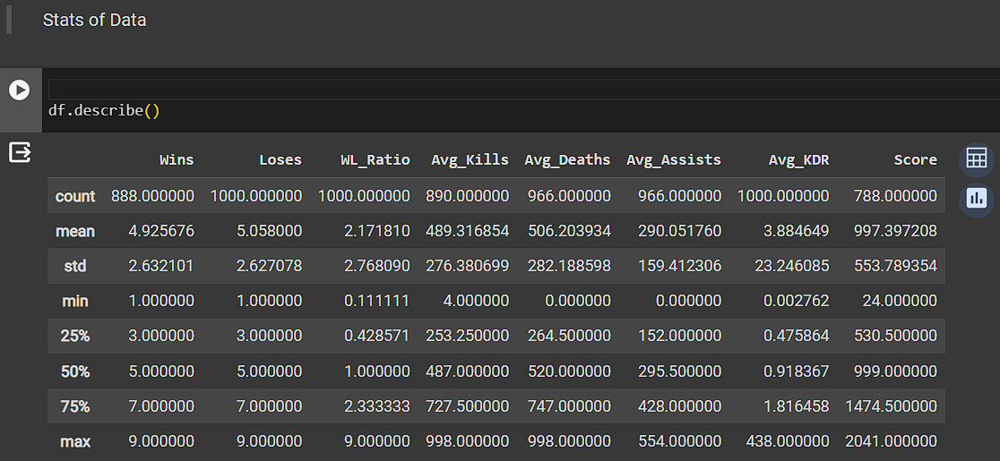 Stats of Data
df.describe()
Wins Loses WL_Ratio Avg_Kills Avg_Deaths Avg_Assists Avg_KDR Score
count 888.000000 1000.000000 1000.000000 890.000000 966.000000 966.000000 1000.000000 788.000000
mean 4.925676 5.058000 2.171810 489.316854 506.203934 290.051760 3.884649 997.397208
std 2.632101 2.627078 2.768090 276.380699 282.188598 159.412306 23.246085 553.789354
min 1.000000 1.000000 0.111111 4.000000 0.000000 0.000000 0.002762 24.000000
25% 3.000000 3.000000 0.428571 253.250000 264.500000 152.000000 0.475864 530.500000
50% 5.000000 5.000000 1.000000 487.000000 520.000000 295.500000 0.918367 999.000000
75% 7.000000 7.000000 2.333333 727.500000 747.000000 428.000000 1.816458 1474.500000
max 9.000000 9.000000 9.000000 998.000000 998.000000 554.000000 438.000000 2041.000000